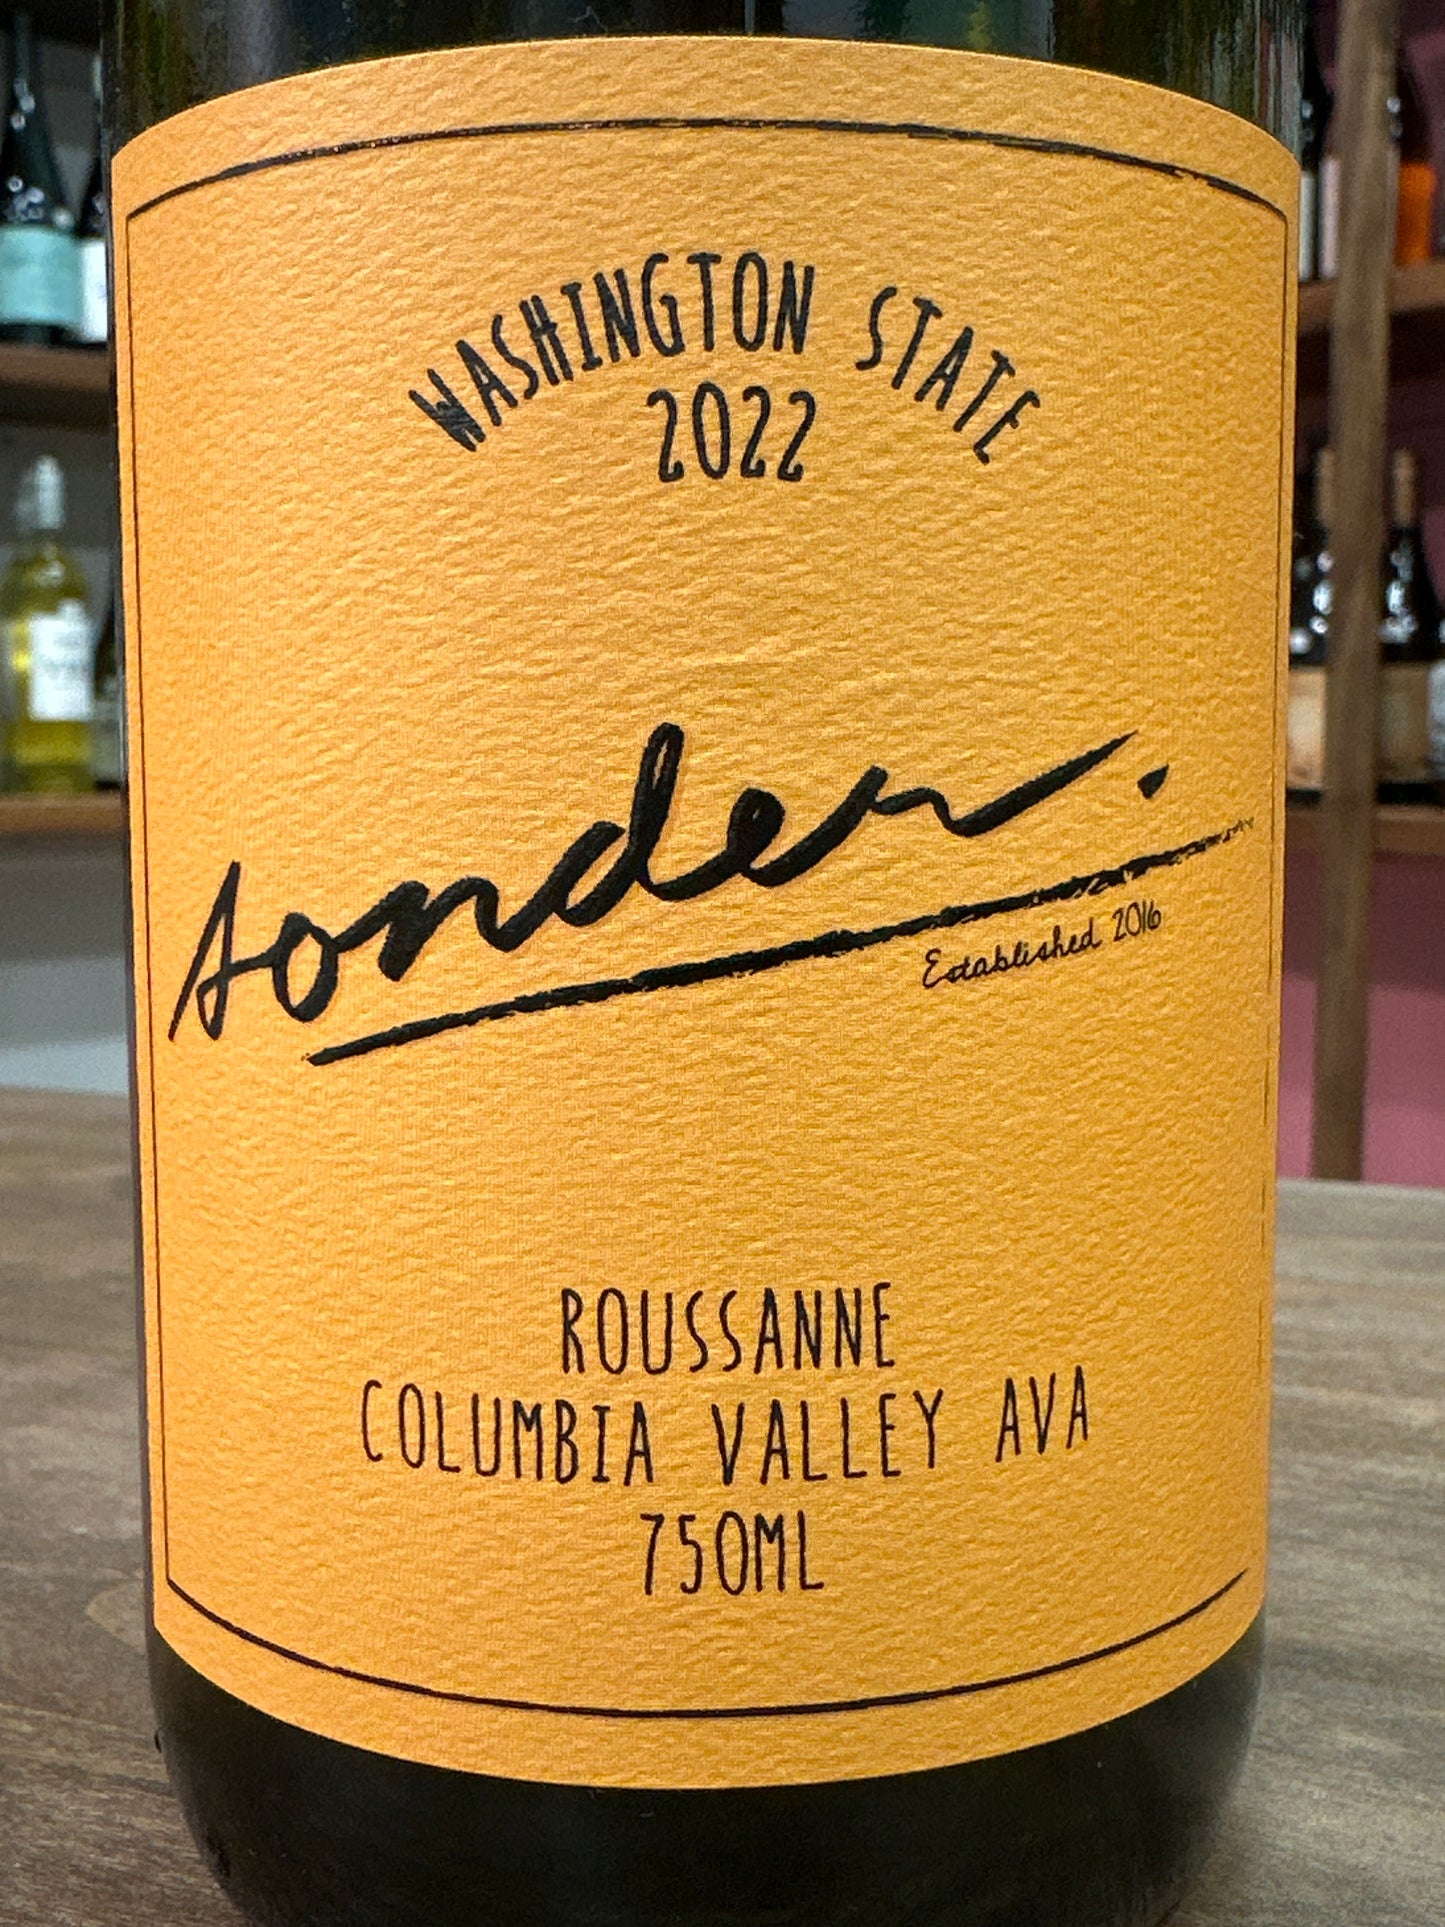 WASHINGTON STATE
2022
sonder.
Established 2016
ROUSSANNE
COLUMBIA VALLEY AVA
750ML